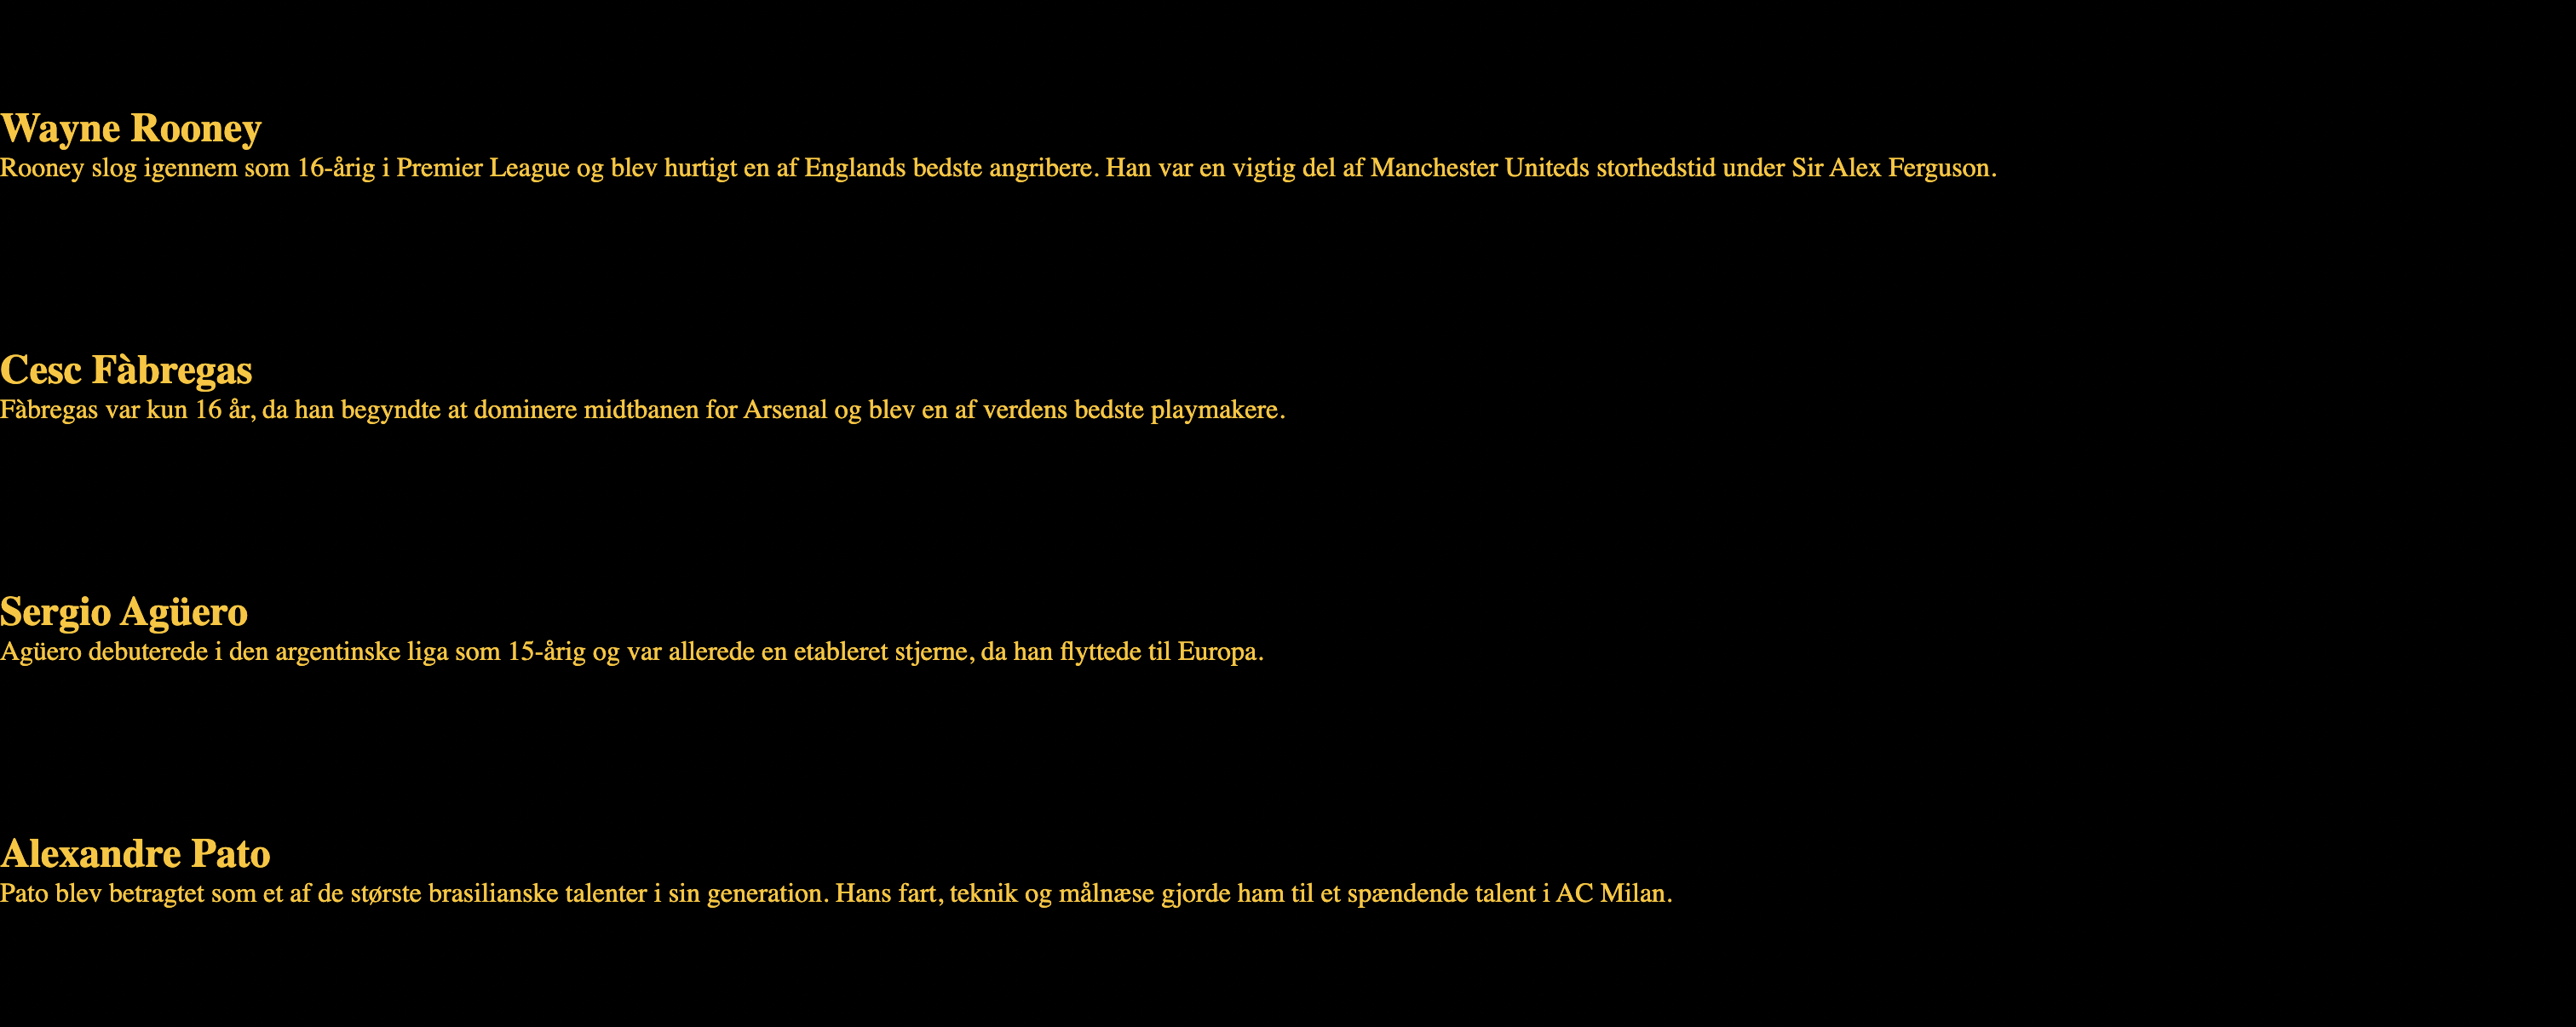 Wayne Rooney
Rooney slog igennem som 16-årig i Premier League og blev hurtigt en af Englands bedste angribere. Han var en vigtig del af Manchester Uniteds storhedstid under Sir Alex Ferguson.
Cesc Fàbregas
Fàbregas var kun 16 år, da han begyndte at dominere midtbanen for Arsenal og blev en af verdens bedste playmakere.
Sergio Agüero
Agüero debuterede i den argentinske liga som 15-årig og var allerede en etableret stjerne, da han flyttede til Europa.
Alexandre Pato
Pato blev betragtet som et af de største brasilianske talenter i sin generation. Hans fart, teknik og målnæse gjorde ham til et spændende talent i AC Milan.